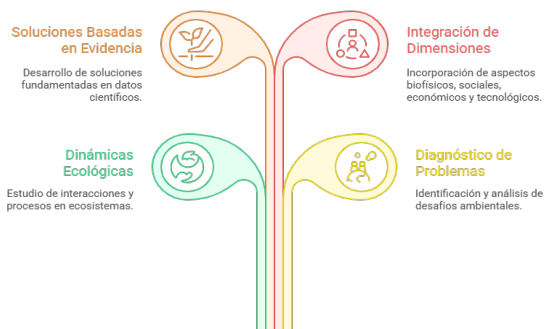 Soluciones Basadas
en Evidencia
Desarrollo de soluciones
fundamentadas en datos
científicos.
Integración de
Dimensiones
Incorporación de aspectos
biofísicos, sociales,
económicos y tecnológicos.
Dinámicas
Ecológicas
Estudio de interacciones y
procesos en ecosistemas.
Diagnóstico de
Problemas
Identificación y análisis de
desafíos ambientales.